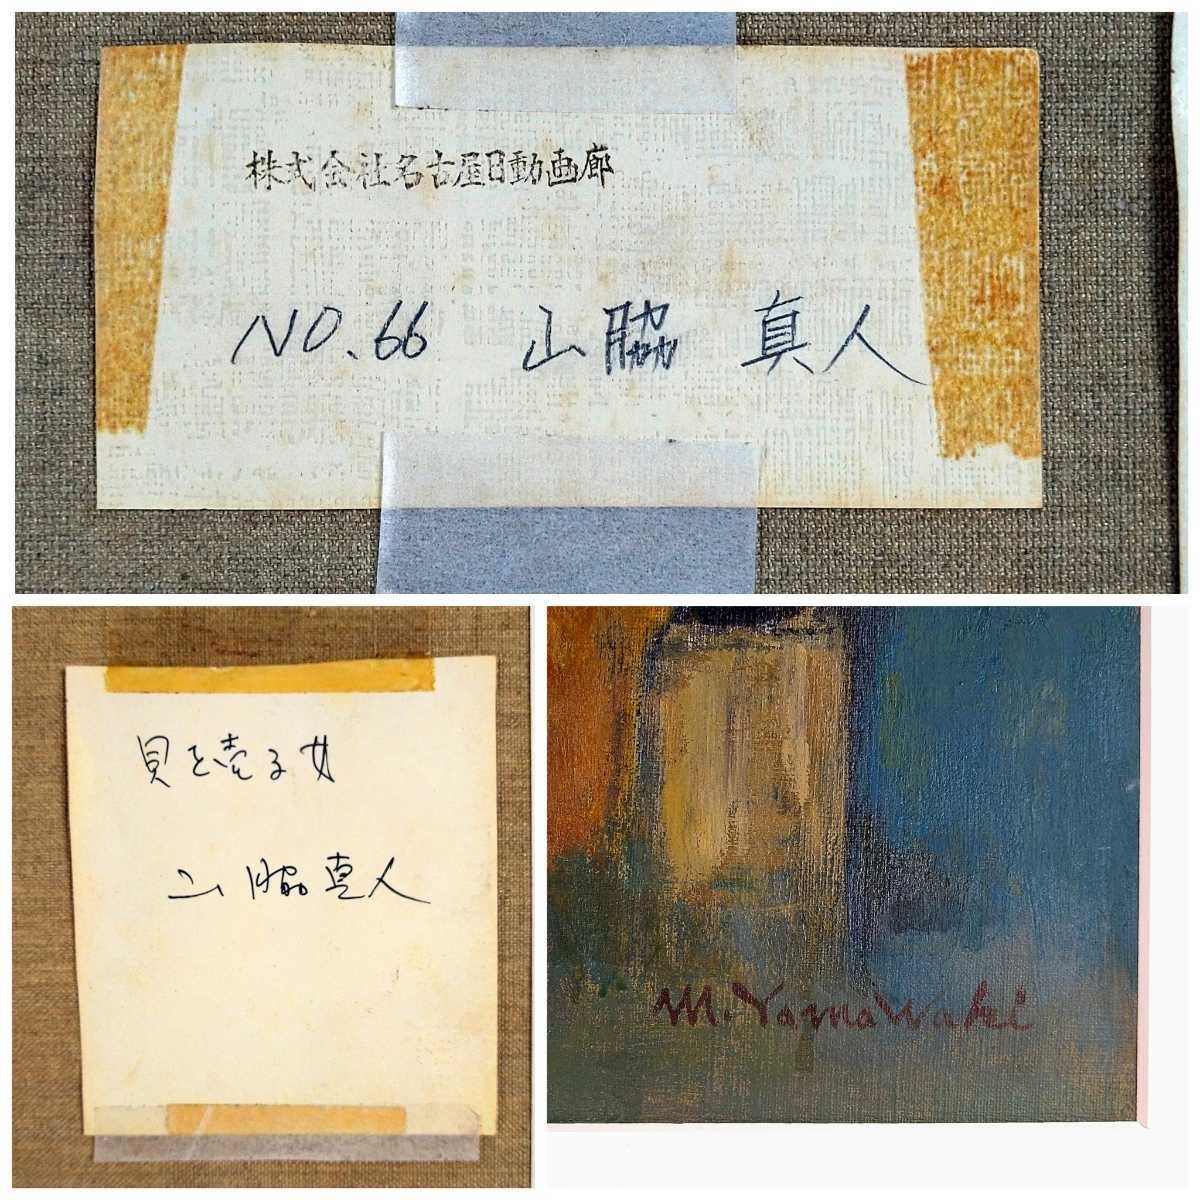 株式会社名古屋日動画廊
NO.66 山脇 真人
貝を売る女
山脇真人
M. Yamawaki